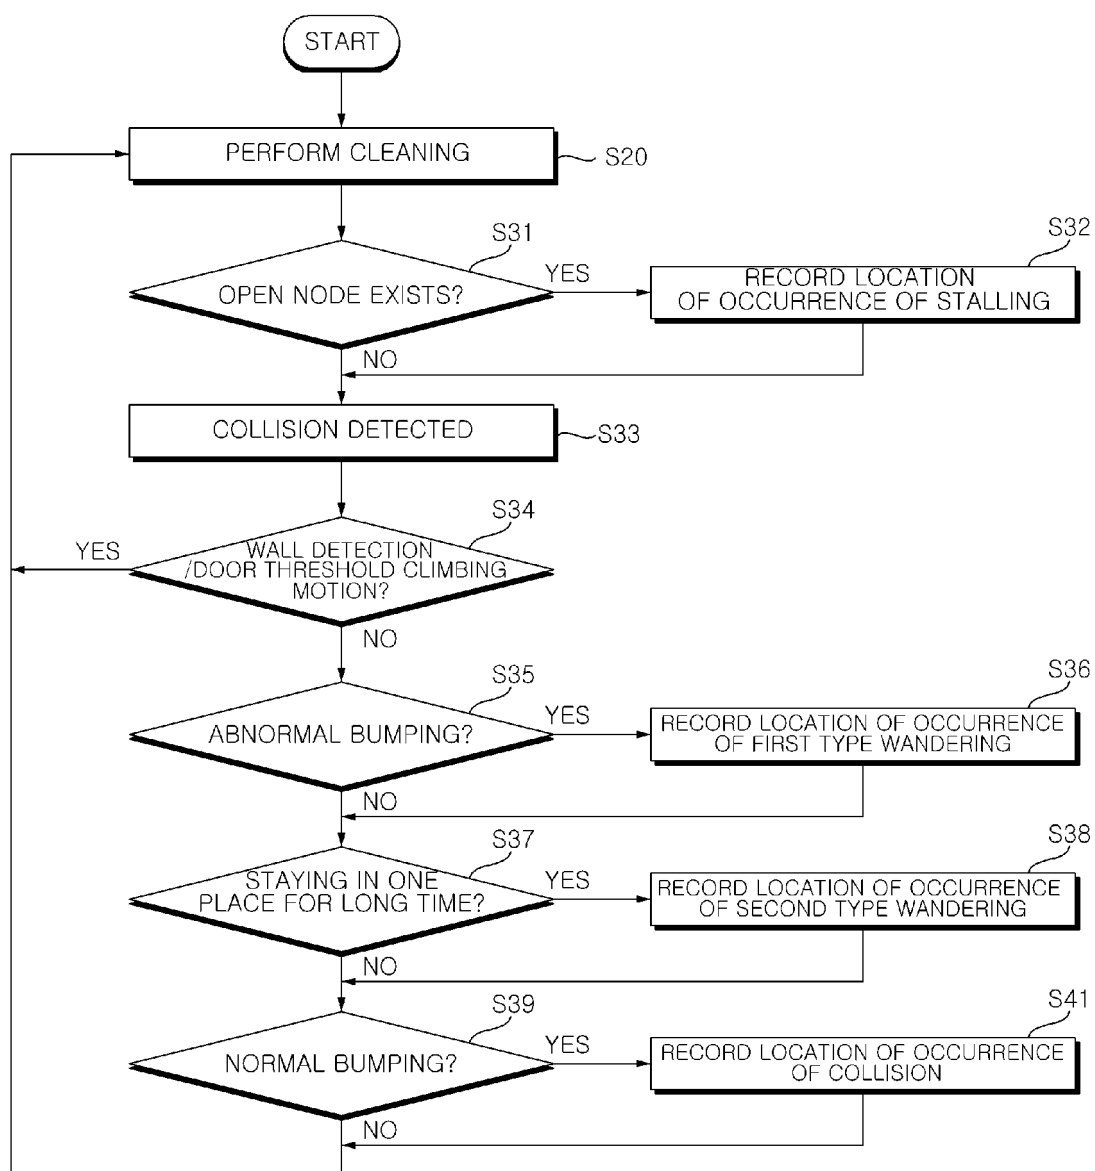 START
PERFORM CLEANING
S20
S31
OPEN NODE EXISTS?
YES
S32
RECORD LOCATION
OF OCCURRENCE OF STALLING
NO
COLLISION DETECTED
S33
S34
YES
WALL DETECTION
/DOOR THRESHOLD CLIMBING
MOTION?
NO
S35
ABNORMAL BUMPING?
YES
S36
RECORD LOCATION OF OCCURRENCE
OF FIRST TYPE WANDERING
NO
S37
STAYING IN ONE
PLACE FOR LONG TIME?
YES
S38
RECORD LOCATION OF OCCURRENCE
OF SECOND TYPE WANDERING
NO
S39
NORMAL BUMPING?
YES
S41
RECORD LOCATION OF OCCURRENCE
OF COLLISION
NO